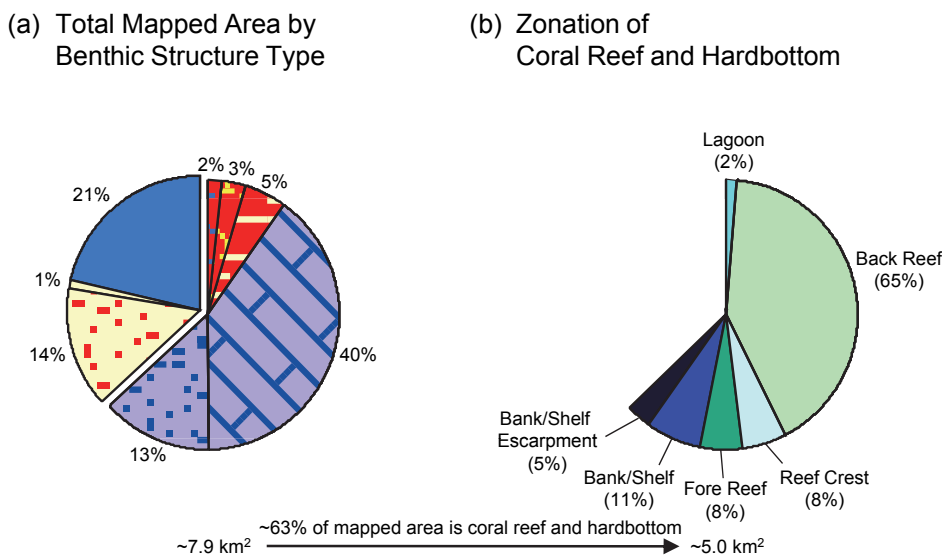 (a) Total Mapped Area by
Benthic Structure Type
(b) Zonation of
Coral Reef and Hardbottom
2%
3%
5%
21%
1%
14%
13%
40%
Lagoon
(2%)
Back Reef
(65%)
Bank/Shelf
Escarpment
(5%)
Bank/Shelf
(11%)
Fore Reef
(8%)
Reef Crest
(8%)
~63% of mapped area is coral reef and hardbottom
~7.9 km²
~5.0 km²